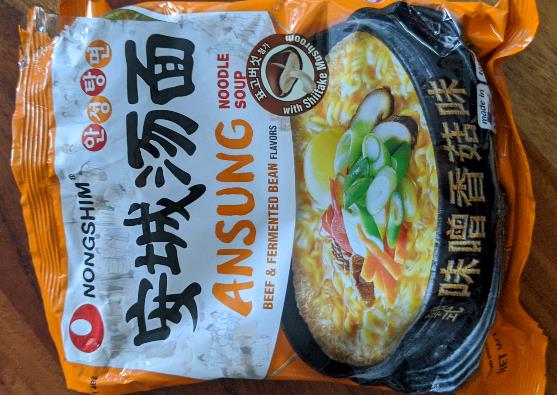 NONGSHIM
안성탕면
安城汤面
ANSUNG
NOODLE
SOUP
BEEF & FERMENTED BEAN FLAVORS
표고버섯
with Shiitake Mushroom
味噌香菇味
made in
NET W